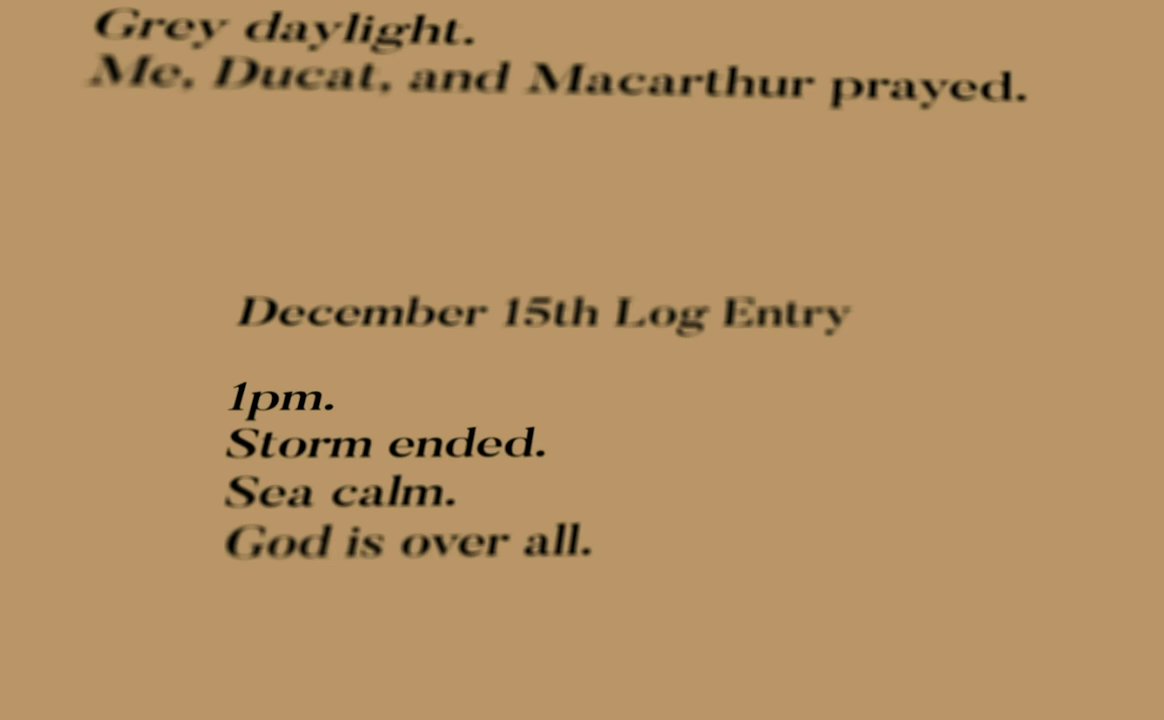 Grey daylight.
Me, Ducat, and Macarthur prayed.
December 15th Log Entry
1pm.
Storm ended.
Sea calm.
God is over all.